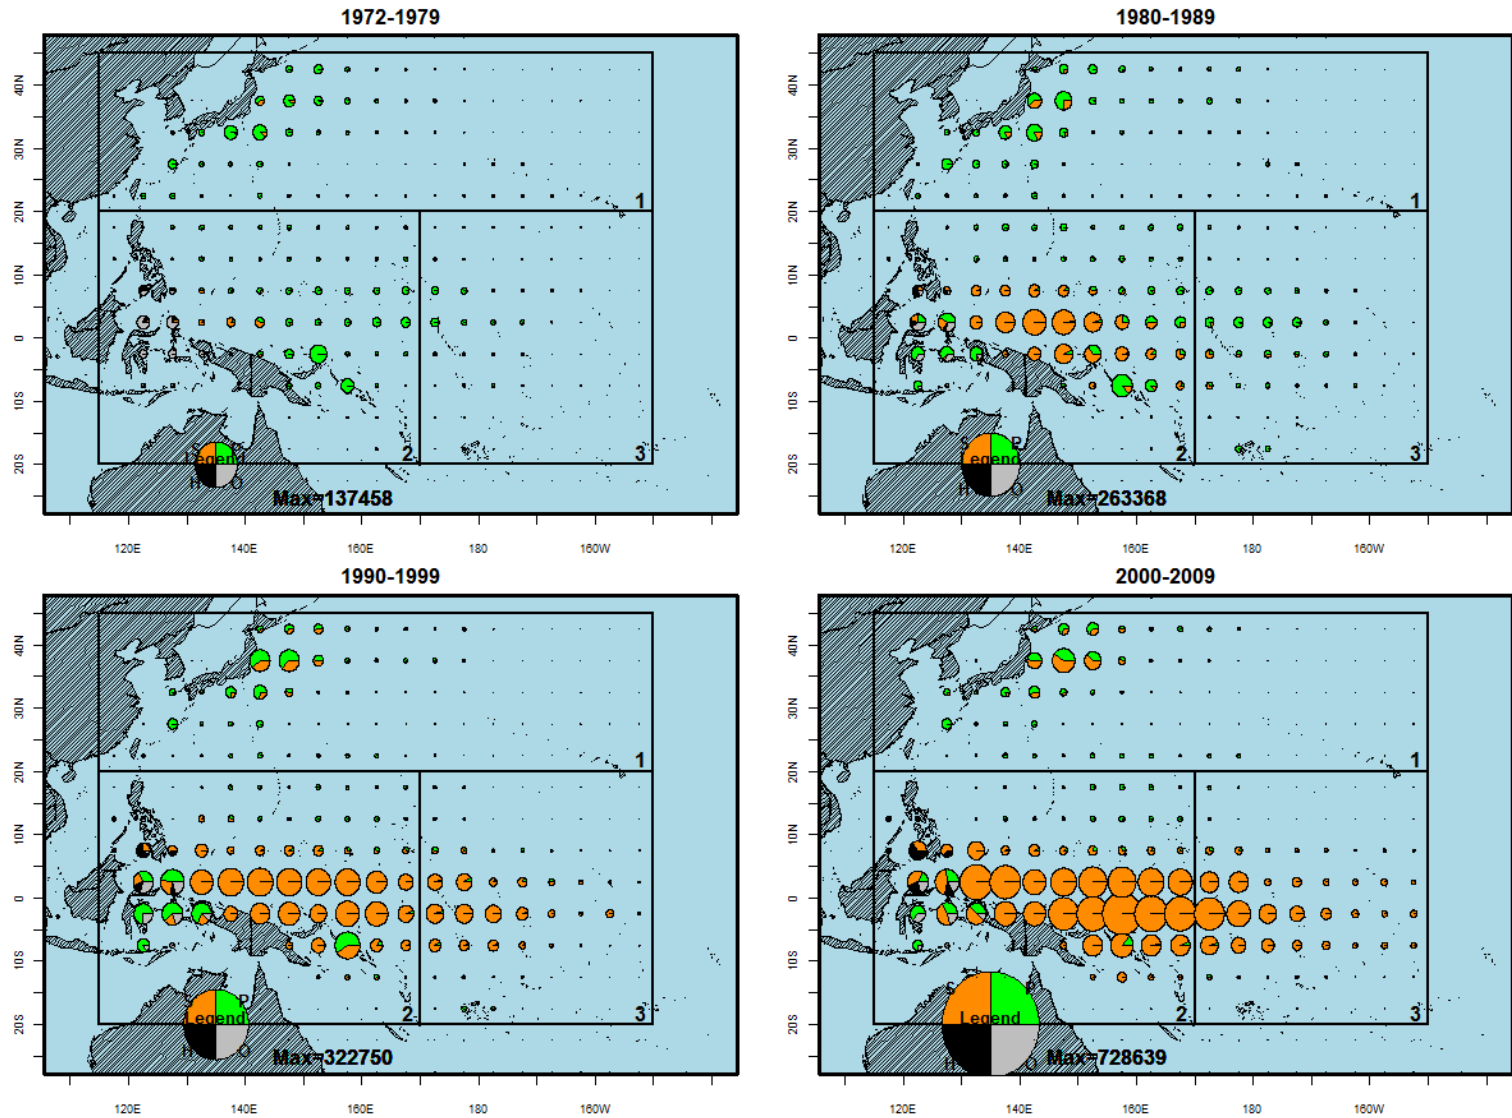 1972-1979
40N
30N
20N
10N
0
10S
20S
1
2
3
S P
Legend
H O
Max=137458
120E 140E 160E 180 160W
1980-1989
40N
30N
20N
10N
0
10S
20S
1
2
3
S P
Legend
H O
Max=263368
120E 140E 160E 180 160W
1990-1999
40N
30N
20N
10N
0
10S
20S
1
2
3
S P
Legend
H O
Max=322750
120E 140E 160E 180 160W
2000-2009
40N
30N
20N
10N
0
10S
20S
1
2
3
S P
Legend
H O
Max=728639
120E 140E 160E 180 160W